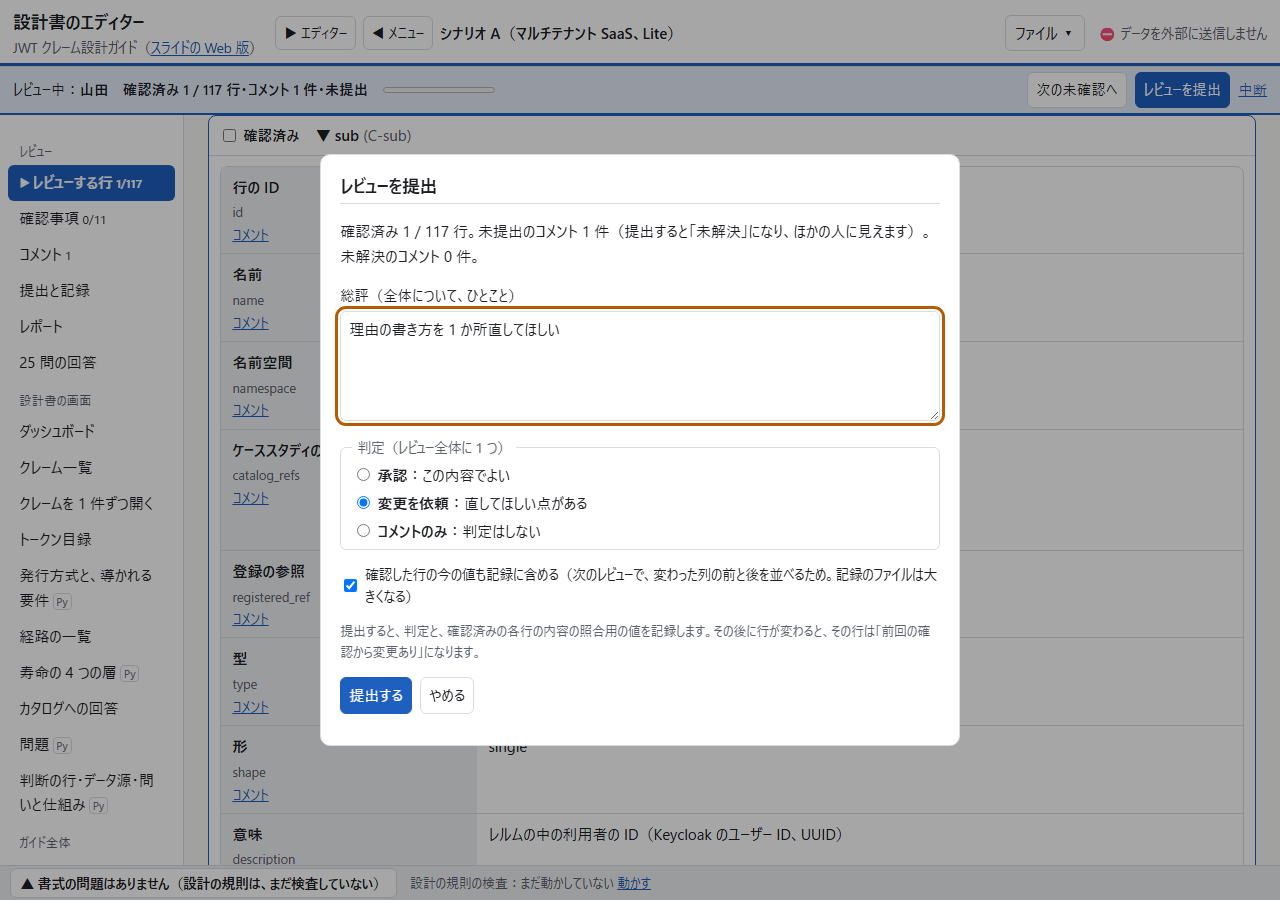 設計書のエディター
JWT クレーム設計ガイド（スライドの Web 版）
▶ エディター
◀ メニュー
シナリオ A（マルチテナント SaaS、Lite）
ファイル ▼
データを外部に送信しません
レビュー中：山田 確認済み 1 / 117 行・コメント 1 件・未提出
次の未確認へ
レビューを提出
中断
レビュー
▶ レビューする行 1/117
確認事項 0/11
コメント 1
提出と記録
レポート
25 問の回答
設計書の画面
ダッシュボード
クレーム一覧
クレームを 1 件ずつ開く
トークン目録
発行方式と、導かれる
要件 Py
経路の一覧
寿命の 4 つの層 Py
カタログへの回答
問題 Py
判断の行・データ源・問
いと仕組み Py
ガイド全体
確認済み ▼ sub (C-sub)
行の ID
id
コメント
名前
name
コメント
名前空間
namespace
コメント
ケーススタディの
catalog_refs
コメント
登録の参照
registered_ref
コメント
型
type
コメント
形
shape
コメント
single
意味
description
レルムの中の利用者の ID（Keycloak のユーザー ID、UUID）
レビューを提出
確認済み 1 / 117 行。未提出のコメント 1 件（提出すると「未解決」になり、ほかの人に見えます）。
未解決のコメント 0 件。
総評（全体について、ひとこと）
理由の書き方を 1 か所直してほしい
判定（レビュー全体に 1 つ）
承認：この内容でよい
変更を依頼：直してほしい点がある
コメントのみ：判定はしない
確認した行の今の値も記録に含める（次のレビューで、変わった列の前と後を並べるため。記録のファイルは大
きくなる）
提出すると、判定と、確認済みの各行の内容の照合用の値を記録します。その後に行が変わると、その行は「前回の確
認から変更あり」になります。
提出する
やめる
▲ 書式の問題はありません（設計の規則は、まだ検査していない）
設計の規則の検査：まだ動かしていない 動かす